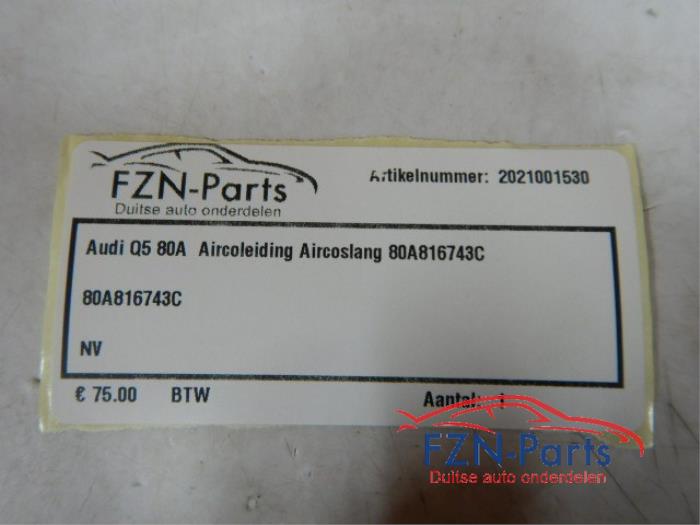 FZN-Parts
Duitse auto onderdelen
Artikelnummer: 2021001530
Audi Q5 80A Aircoleiding Aircoslang 80A816743C
80A816743C
NV
€ 75.00 BTW
FZN-Parts
Duitse auto onderdelen